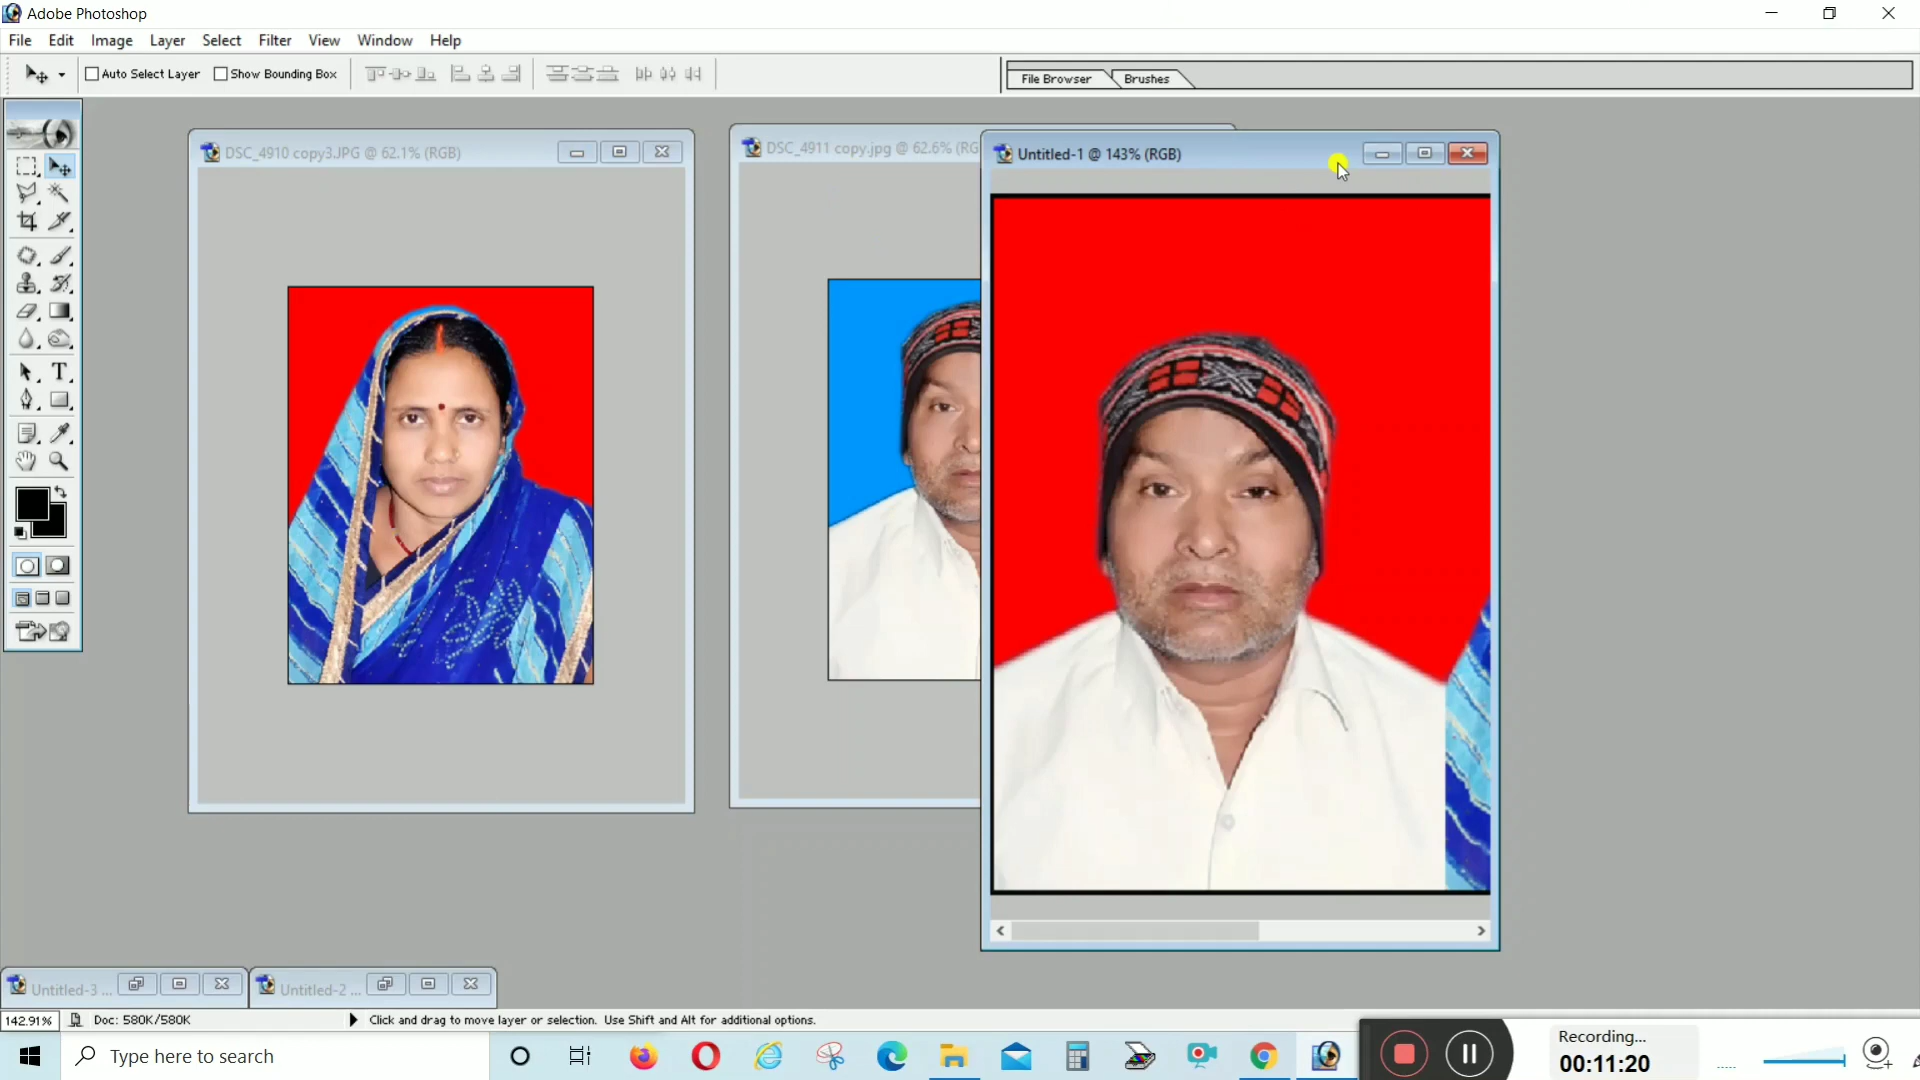 Adobe Photoshop
File Edit Image Layer Select Filter View Window Help
Auto Select Layer Show Bounding Box File Browser Brushes
DSC_4910 copy3.JPG @ 62.1% (RGB)
DSC_4911 copy.jpg @ 62.6% (RG
Untitled-1 @ 143% (RGB)
T
Untitled-3 ...
Untitled-2 ...
142.91% Doc: 580K/580K Click and drag to move layer or selection. Use Shift and Alt for additional options.
Type here to search
Recording...
00:11:20